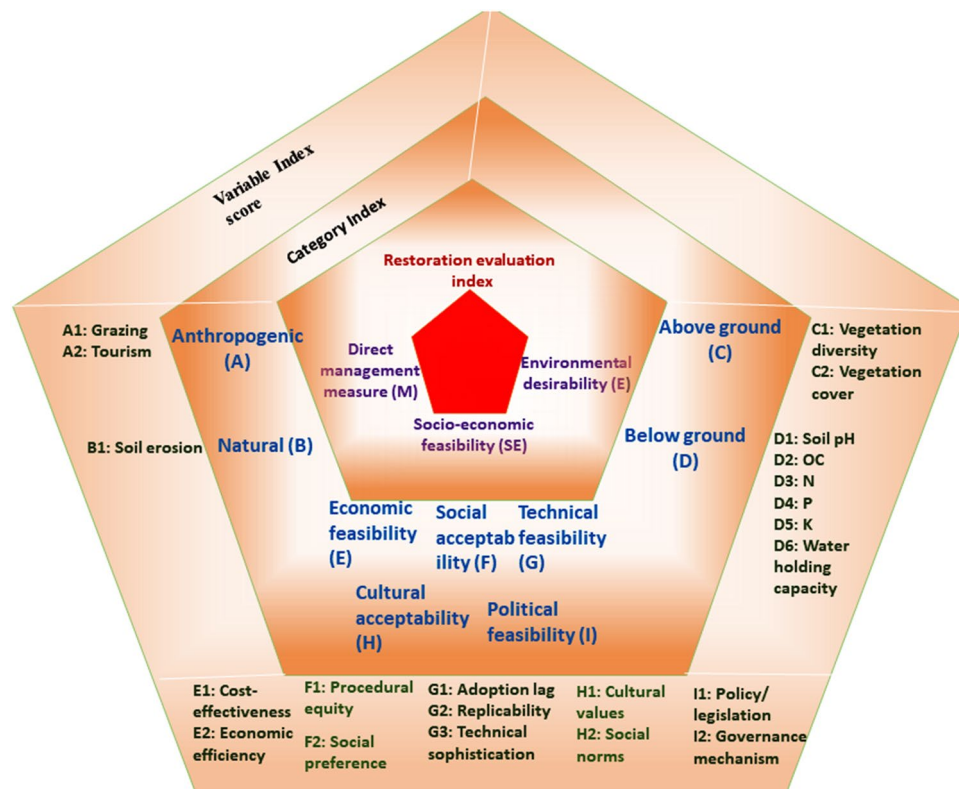 Variable Index
score
Category Index
Restoration evaluation
index
Direct
management
measure (M)
Environmental
desirability (E)
Socio-economic
feasibility (SE)
Anthropogenic
(A)
Natural (B)
Above ground
(C)
Below ground
(D)
Economic
feasibility
(E)
Social
acceptab
ility (F)
Technical
feasibility
(G)
Cultural
acceptability
(H)
Political
feasibility (I)
A1: Grazing
A2: Tourism
B1: Soil erosion
C1: Vegetation
diversity
C2: Vegetation
cover
D1: Soil pH
D2: OC
D3: N
D4: P
D5: K
D6: Water
holding
capacity
E1: Cost-
effectiveness
E2: Economic
efficiency
F1: Procedural
equity
F2: Social
preference
G1: Adoption lag
G2: Replicability
G3: Technical
sophistication
H1: Cultural
values
H2: Social
norms
I1: Policy/
legislation
I2: Governance
mechanism